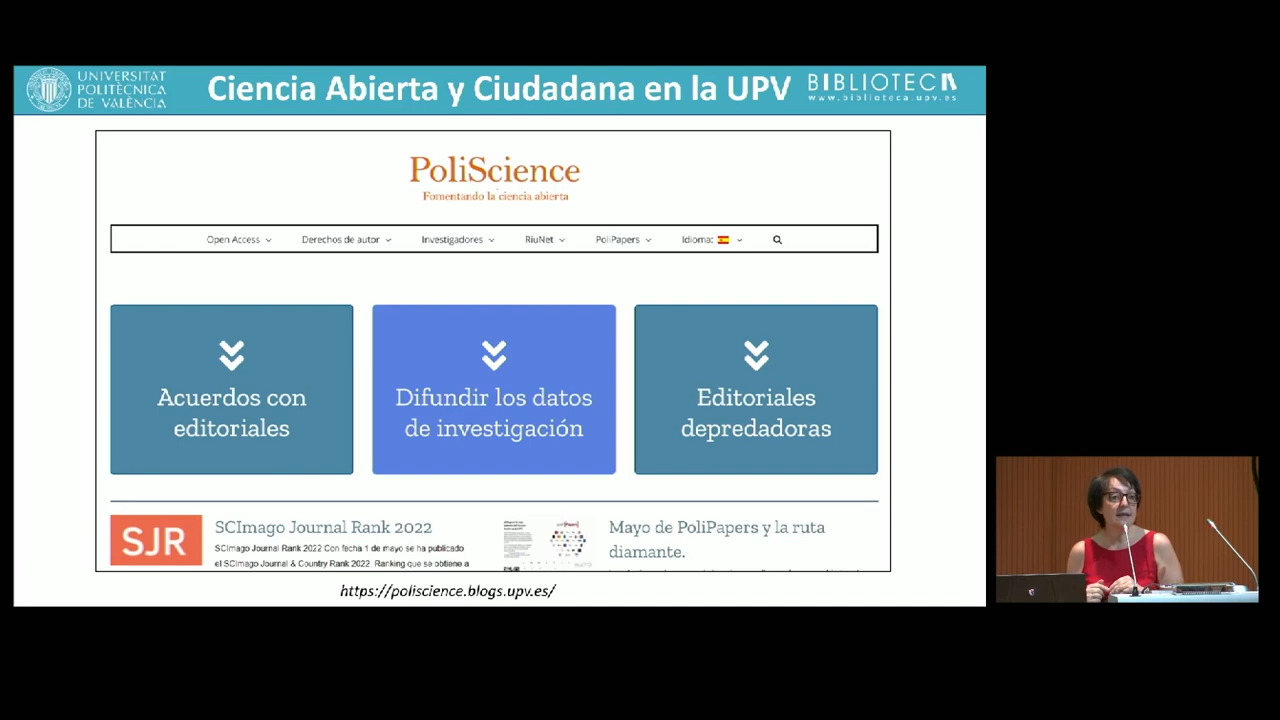 UNIVERSITAT
POLITÈCNICA
DE VALÈNCIA
Ciencia Abierta y Ciudadana en la UPV
BIBLIOTECA
www.biblioteca.upv.es
PoliScience
Fomentando la ciencia abierta
Open Access
Derechos de autor
Investigadores
RiuNet
PoliPapers
Idioma:
Acuerdos con
editoriales
Difundir los datos
de investigación
Editoriales
depredadoras
SJR
SCImago Journal Rank 2022
SCImago Journal Rank 2022 Con fecha 1 de mayo se ha publicado
el SCImago Journal & Country Rank 2022. Ranking que se obtiene a
Mayo de PoliPapers y la ruta
diamante.
https://poliscience.blogs.upv.es/